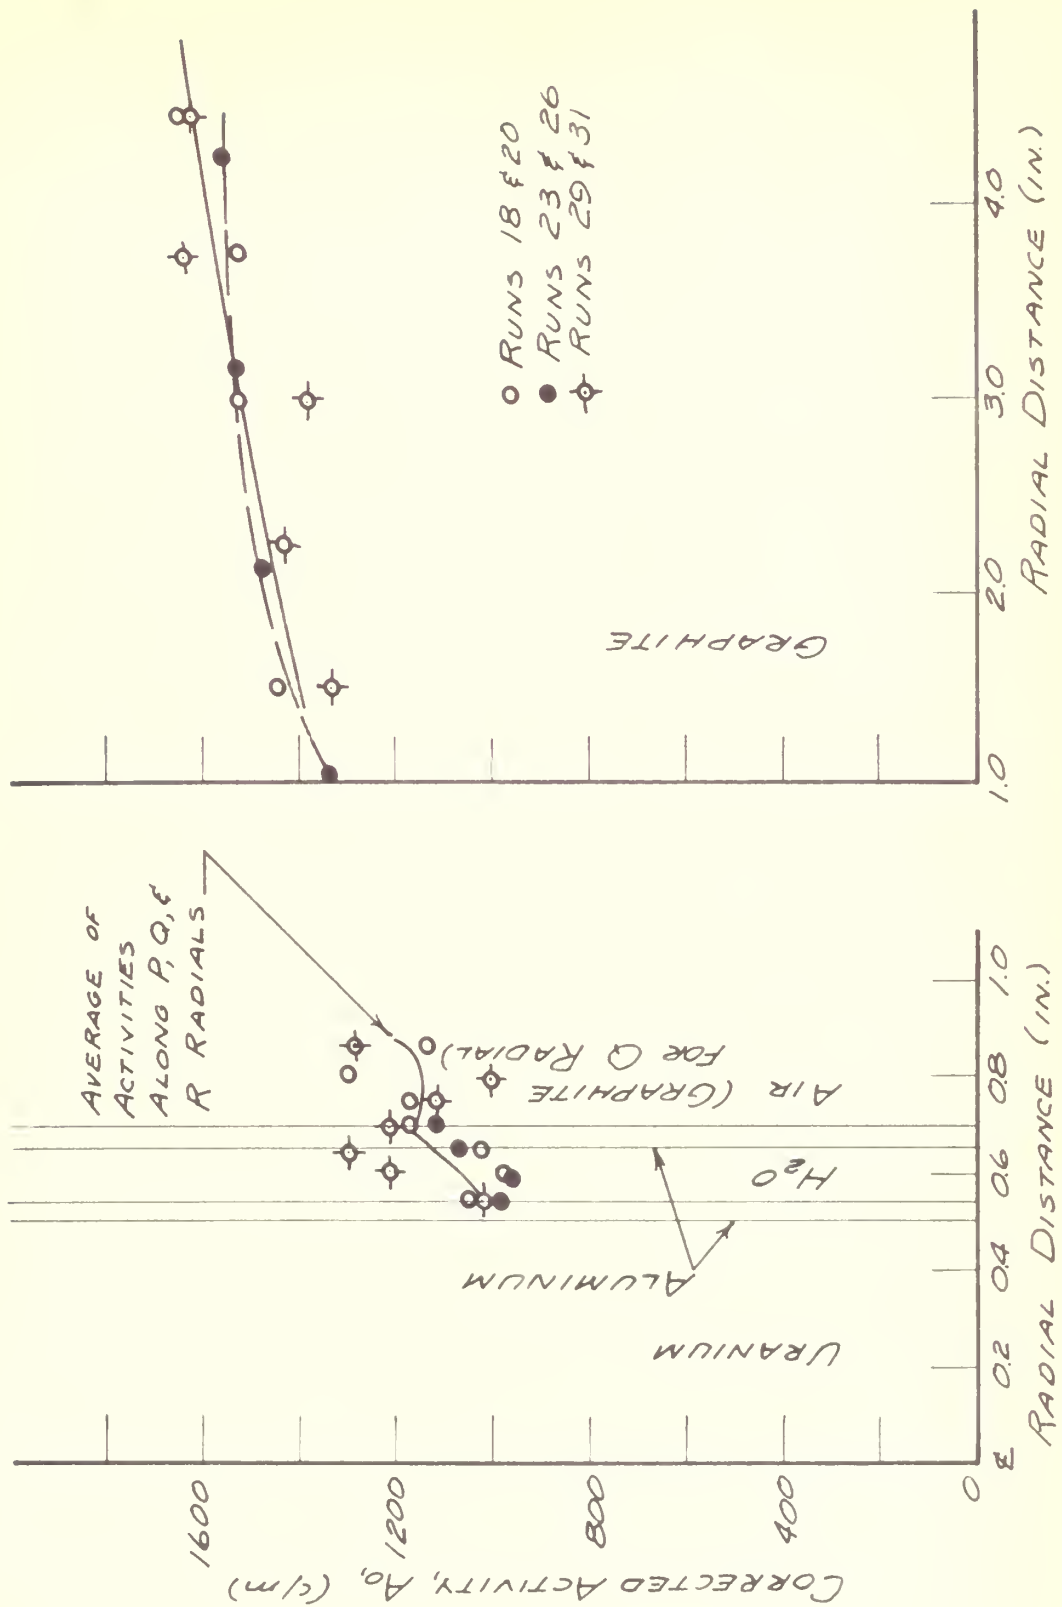 CORRECTED ACTIVITY, A₀, (c/m)
1600
1200
800
400
0
AVERAGE OF
ACTIVITIES
ALONG P, Q, &
R RADIALS
URANIUM
ALUMINUM
H₂O
AIR (GRAPHITE
FOR Q RADIAL)
℄ 0.2 0.4 0.6 0.8 1.0
RADIAL DISTANCE (IN.)
GRAPHITE
RUNS 18 & 20
RUNS 23 & 26
RUNS 29 & 31
1.0 2.0 3.0 4.0
RADIAL DISTANCE (IN.)